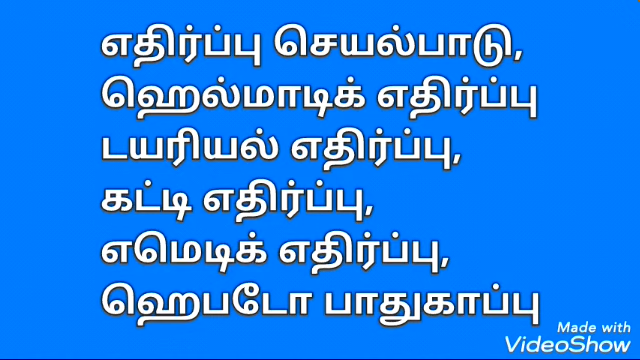 எதிர்ப்பு செயல்பாடு,
ஹெல்மாடிக் எதிர்ப்பு
டயரியல் எதிர்ப்பு,
கட்டி எதிர்ப்பு,
எமெடிக் எதிர்ப்பு,
ஹெபடோ பாதுகாப்பு
Made with
VideoShow